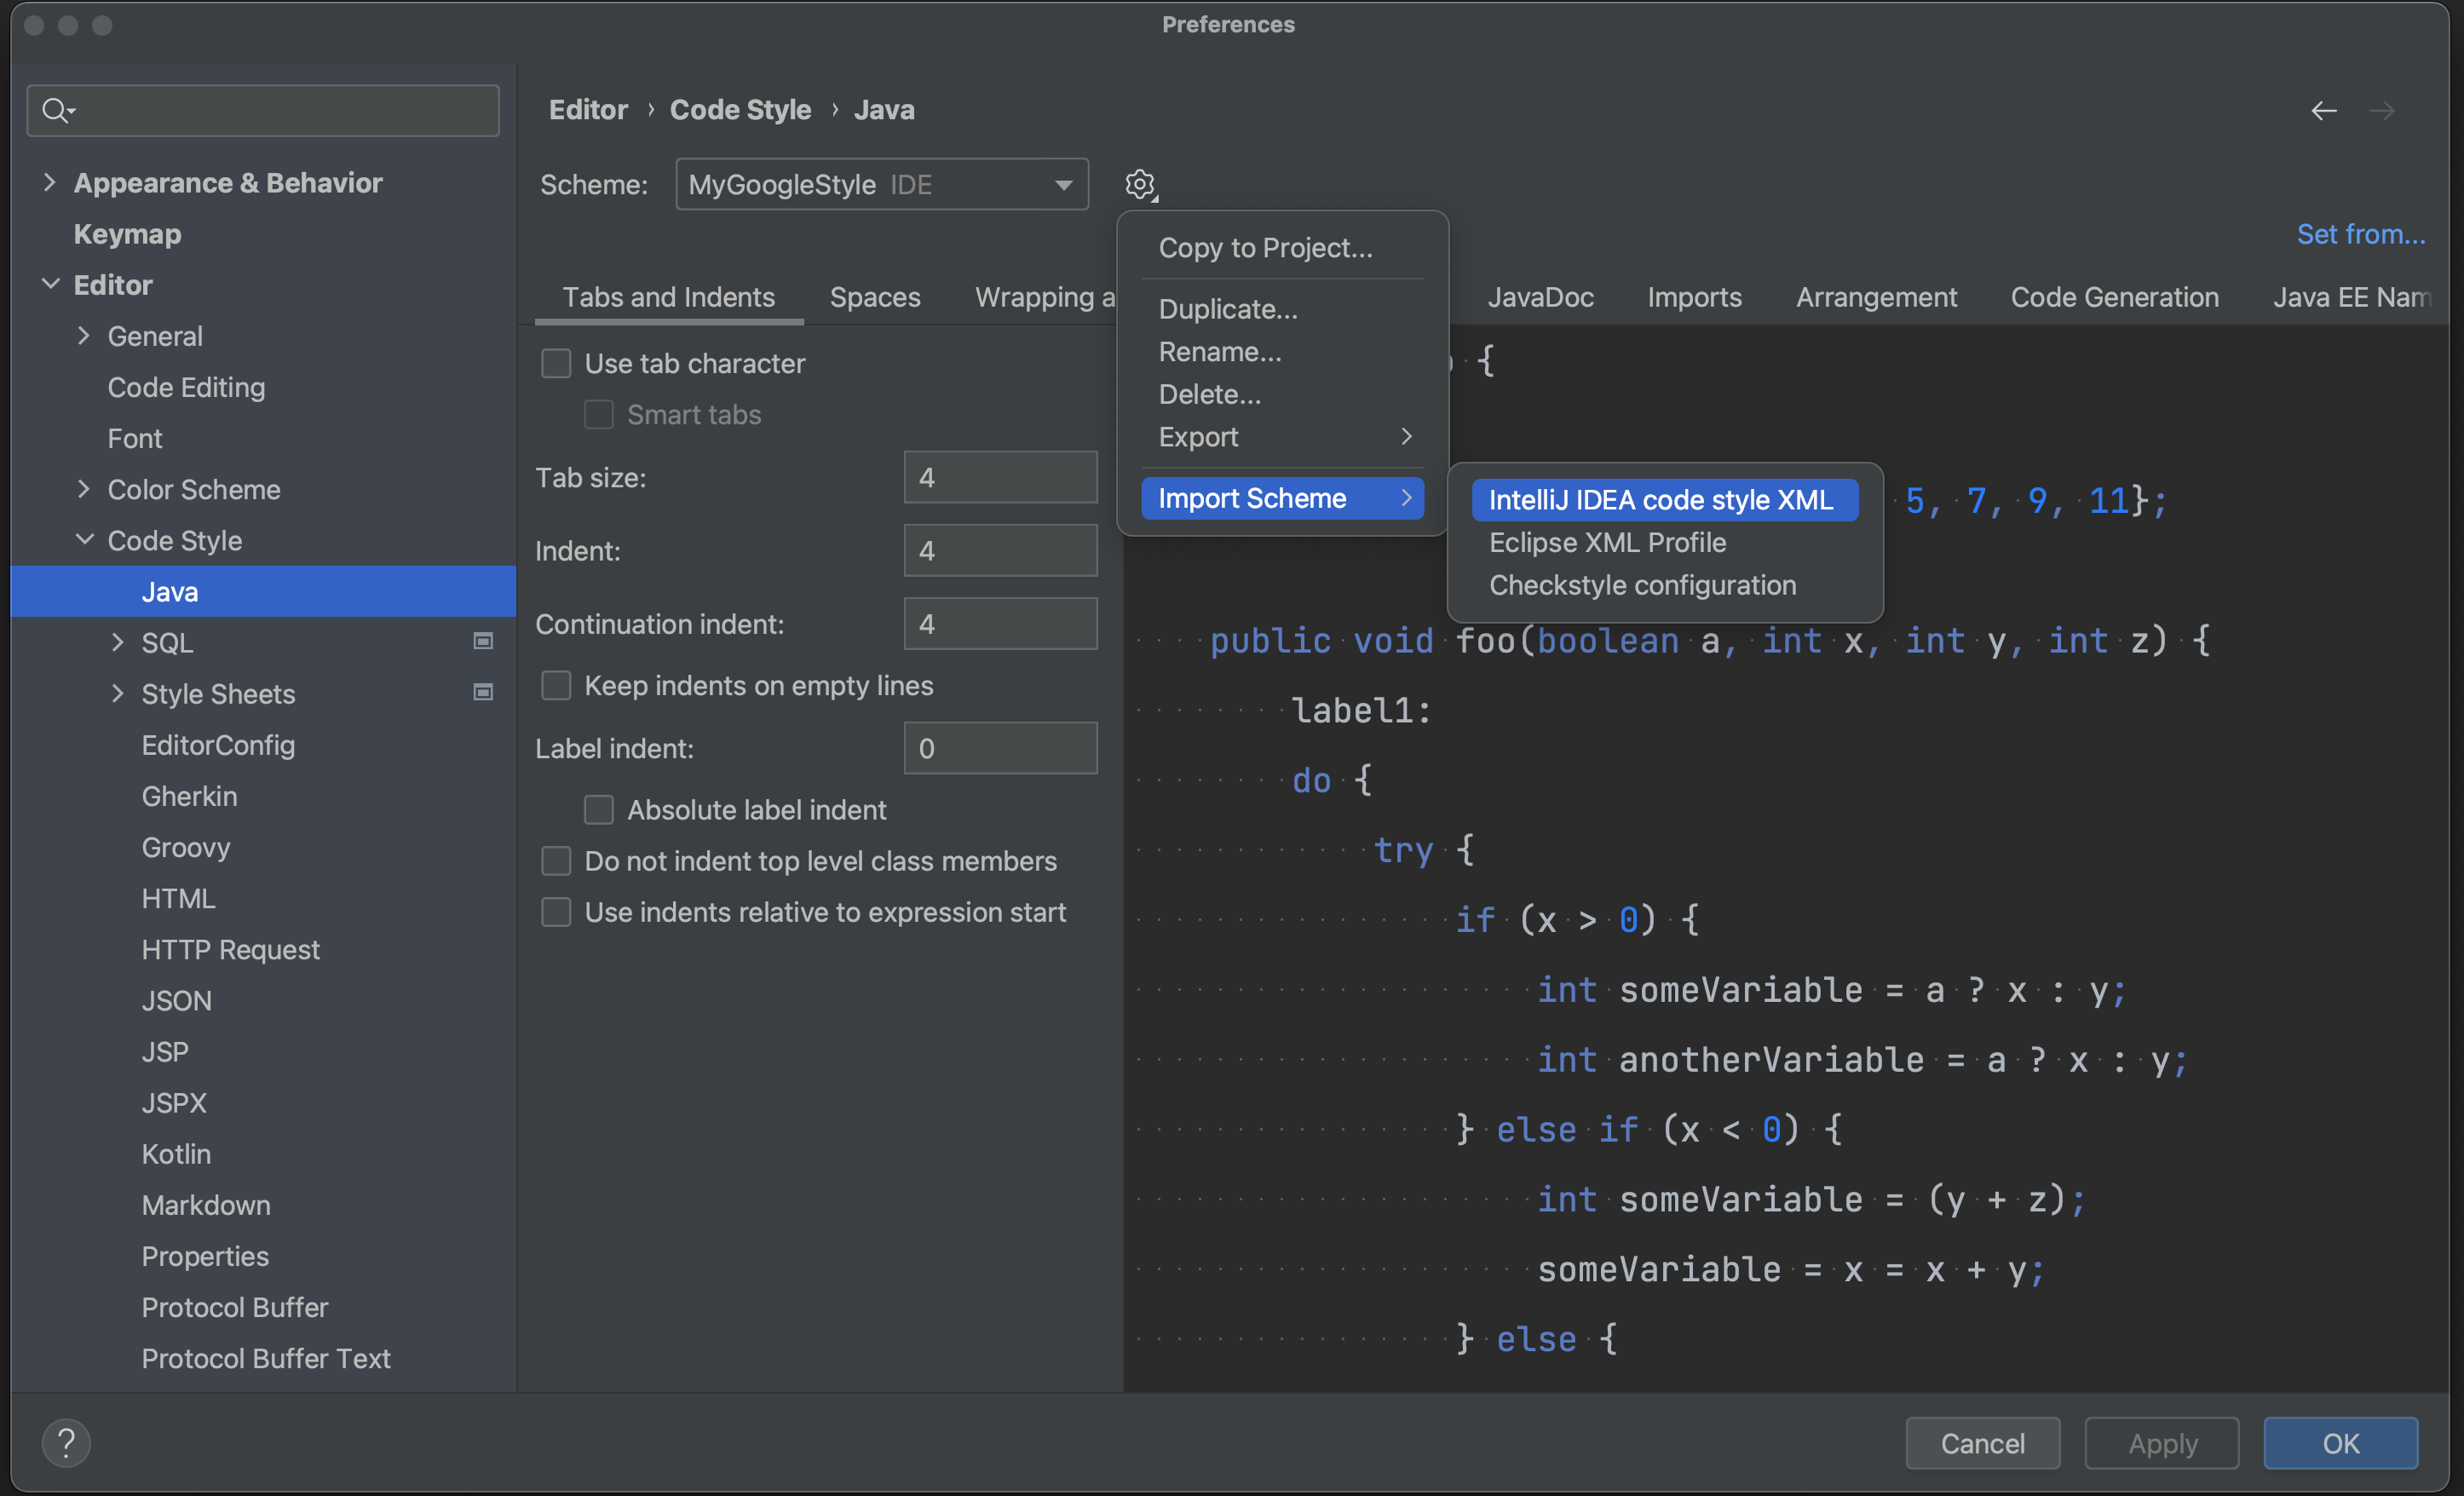 Preferences
Appearance & Behavior
Keymap
Editor
General
Code Editing
Font
Color Scheme
Code Style
Java
SQL
Style Sheets
EditorConfig
Gherkin
Groovy
HTML
HTTP Request
JSON
JSP
JSPX
Kotlin
Markdown
Properties
Protocol Buffer
Protocol Buffer Text
?
Editor › Code Style › Java
Scheme: MyGoogleStyle IDE
Set from...
Tabs and Indents Spaces Wrapping JavaDoc Imports Arrangement Code Generation Java EE
Use tab character
Smart tabs
Tab size: 4
Indent: 4
Continuation indent: 4
Keep indents on empty lines
Label indent: 0
Absolute label indent
Do not indent top level class members
Use indents relative to expression start
Copy to Project...
Duplicate...
Rename...
Delete...
Export
Import Scheme
IntelliJ IDEA code style XML
Eclipse XML Profile
Checkstyle configuration
{
5, 7, 9, 11};
public void foo(boolean a, int x, int y, int z) {
label1:
do {
try {
if (x > 0) {
int someVariable = a ? x : y;
int anotherVariable = a ? x : y;
} else if (x < 0) {
int someVariable = (y + z);
someVariable = x = x + y;
} else {
Cancel Apply OK